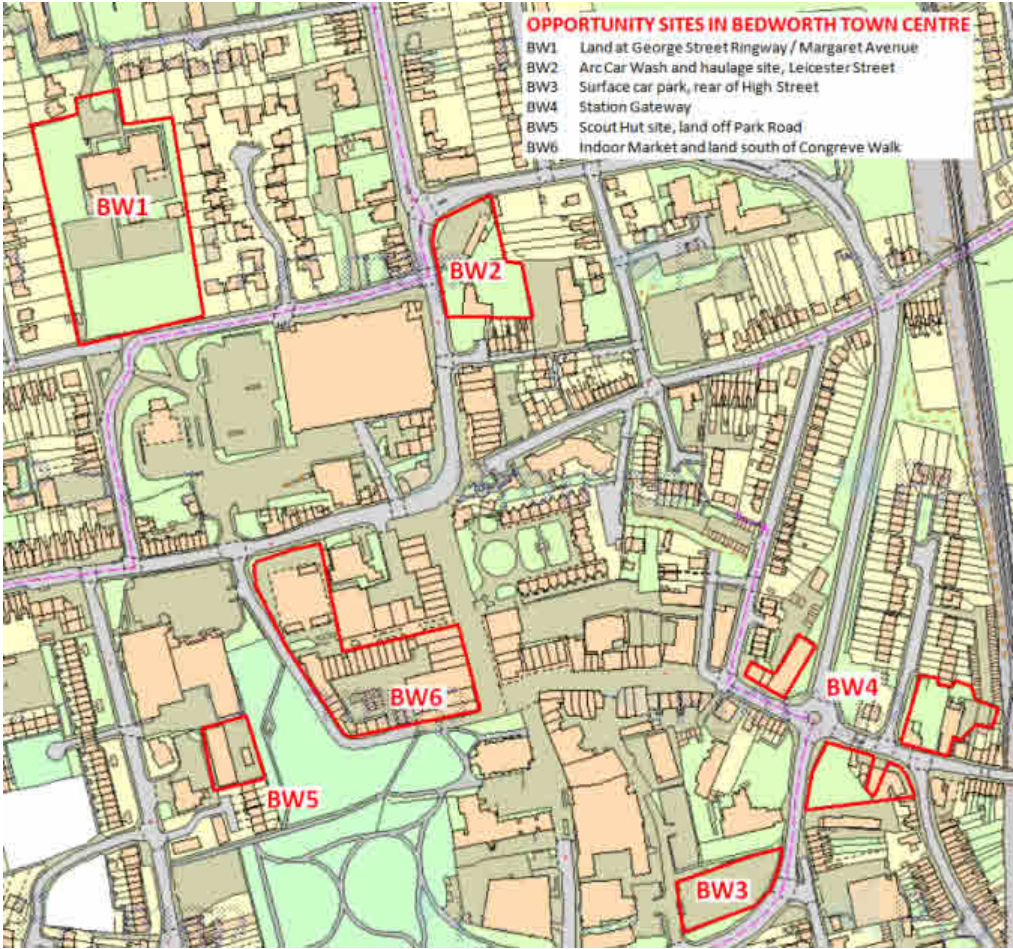 OPPORTUNITY SITES IN BEDWORTH TOWN CENTRE
BW1 Land at George Street Ringway / Margaret Avenue
BW2 Arc Car Wash and haulage site, Leicester Street
BW3 Surface car park, rear of High Street
BW4 Station Gateway
BW5 Scout Hut site, land off Park Road
BW6 Indoor Market and land south of Congreve Walk
BW1
BW2
BW6
BW4
BW5
BW3